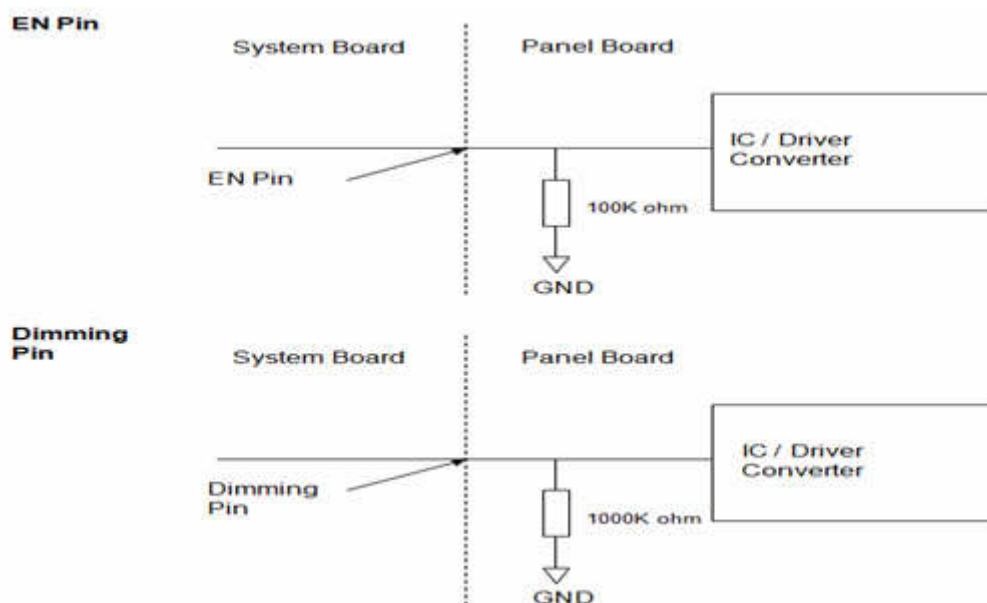 EN Pin
System Board
Panel Board
IC / Driver
Converter
EN Pin
100K ohm
GND
Dimming
Pin
System Board
Panel Board
IC / Driver
Converter
Dimming
Pin
1000K ohm
GND